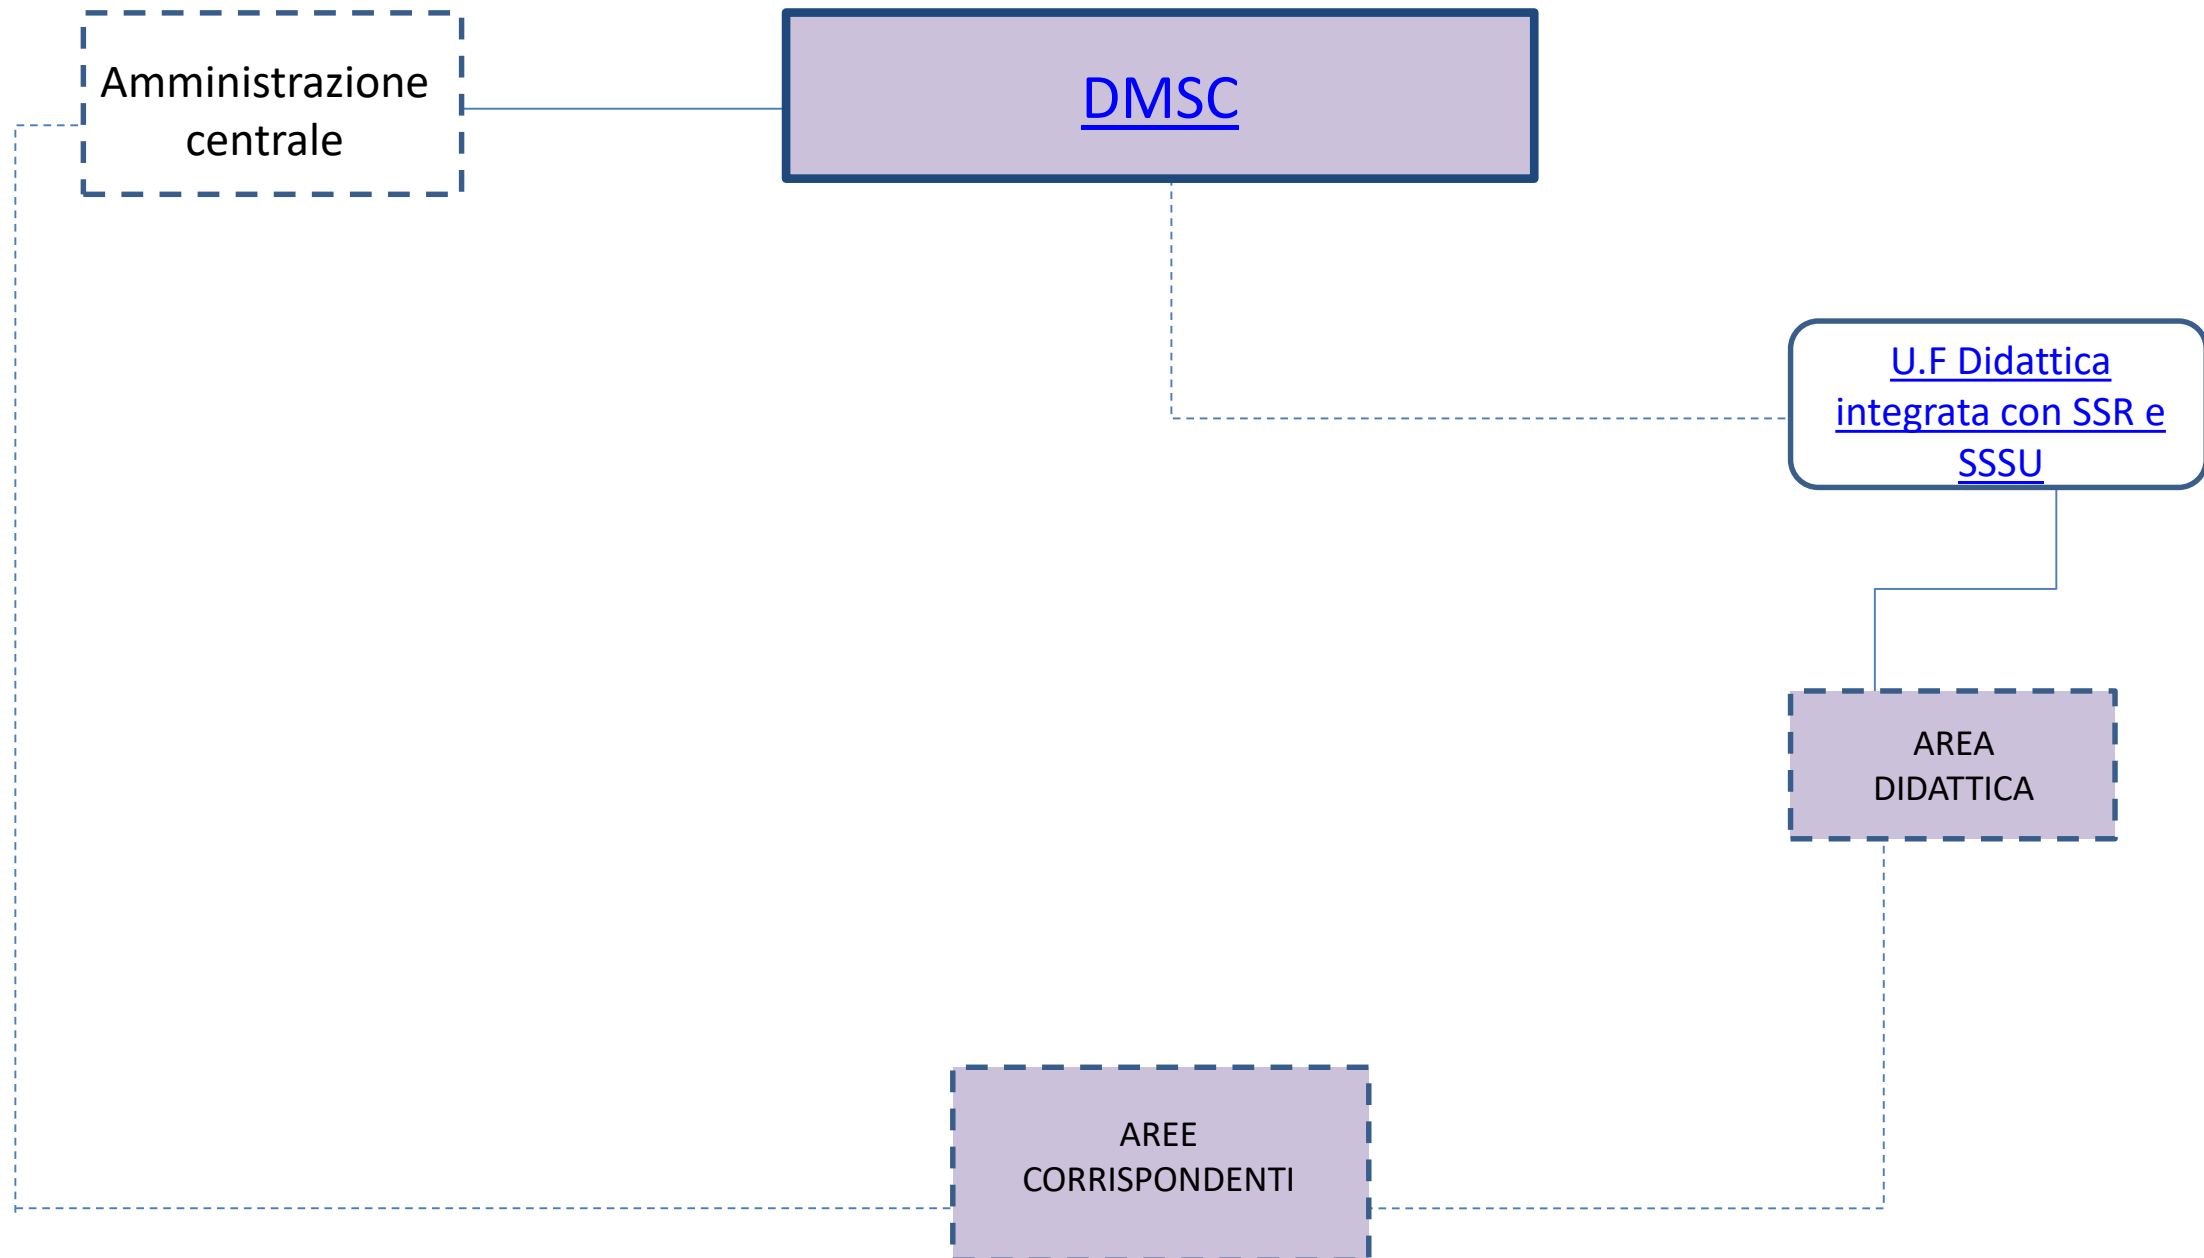 Amministrazione
centrale
DMSC
U.F Didattica
integrata con SSR e
SSSU
AREA
DIDATTICA
AREE
CORRISPONDENTI